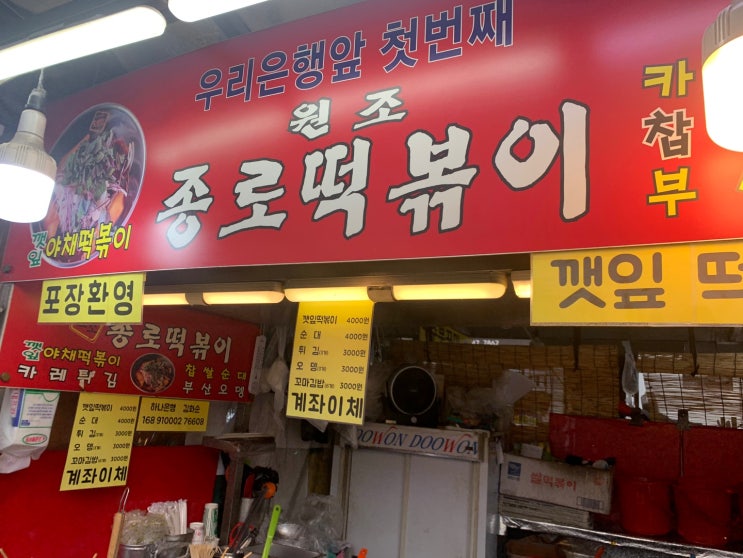 우리은행앞 첫번째
원조
종로떡볶이
카
찹
부
깻잎
야채떡볶이
포장환영
깻잎 떡
종로떡볶이
깻잎
야채떡볶이
카레튀김
찹쌀순대
부산오뎅
깻잎떡볶이 4000원
순대 4000원
튀김 3000원
오뎅 3000원
꼬마김밥 3000원
계좌이체
깻잎떡볶이 4000원
순대 4000원
튀김 3000원
오뎅 3000원
꼬마김밥 3000원
계좌이체
하나은행 김화순
168 910002 76608
DOOWON DOOWON
쌀떡볶이